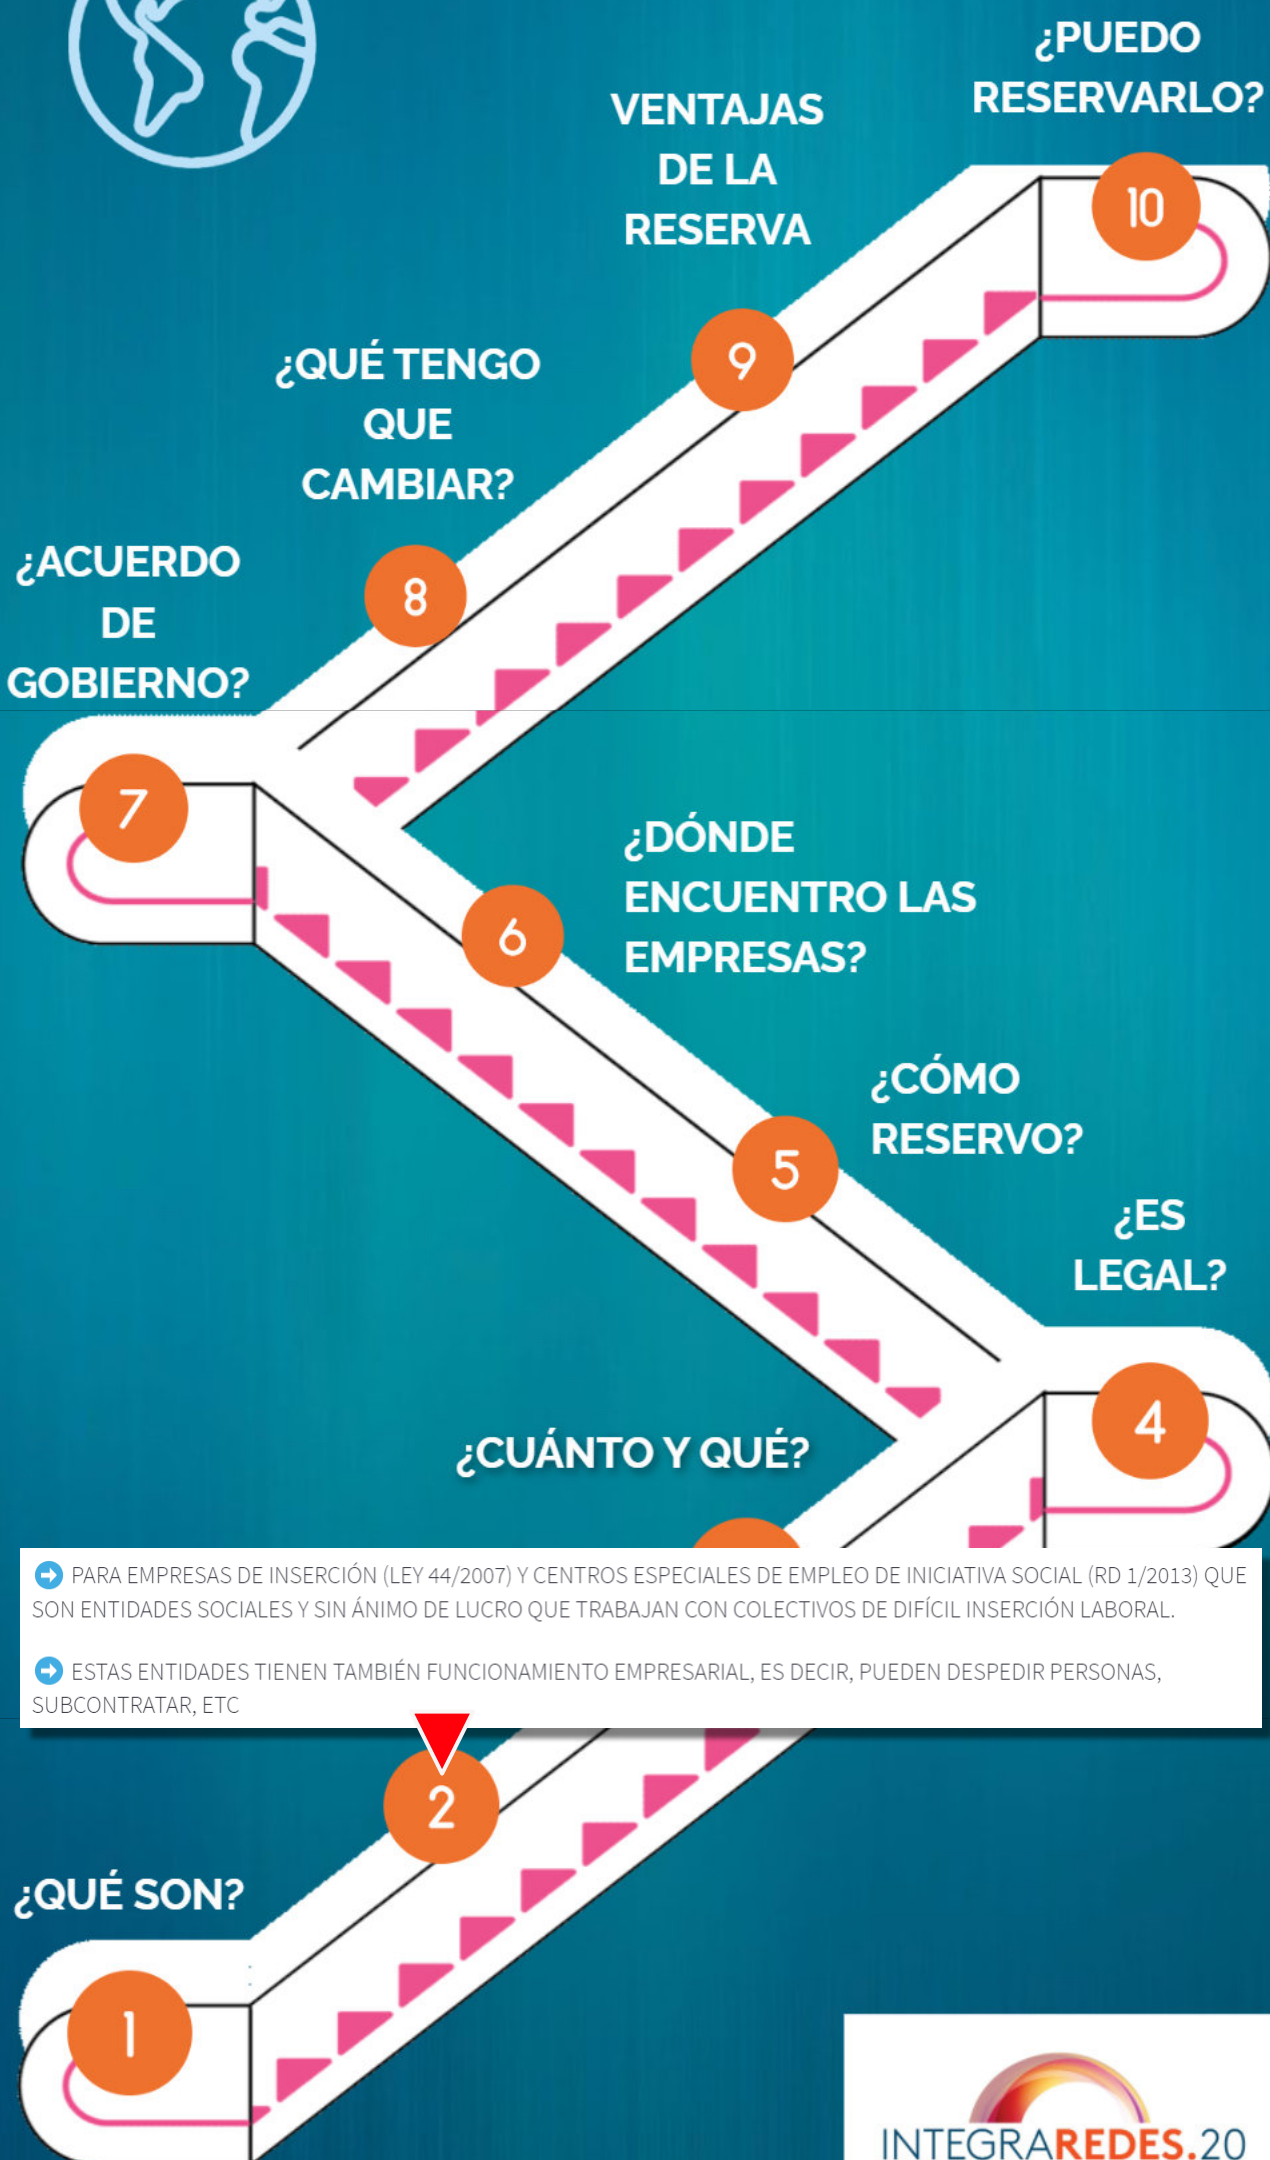 ¿PUEDO
RESERVARLO?
10
VENTAJAS
DE LA
RESERVA
9
¿QUÉ TENGO
QUE
CAMBIAR?
8
¿ACUERDO
DE
GOBIERNO?
7
¿DÓNDE
ENCUENTRO LAS
EMPRESAS?
6
¿CÓMO
RESERVO?
5
¿ES
LEGAL?
4
¿CUÁNTO Y QUÉ?
PARA EMPRESAS DE INSERCIÓN (LEY 44/2007) Y CENTROS ESPECIALES DE EMPLEO DE INICIATIVA SOCIAL (RD 1/2013) QUE
SON ENTIDADES SOCIALES Y SIN ÁNIMO DE LUCRO QUE TRABAJAN CON COLECTIVOS DE DIFÍCIL INSERCIÓN LABORAL.
ESTAS ENTIDADES TIENEN TAMBIÉN FUNCIONAMIENTO EMPRESARIAL, ES DECIR, PUEDEN DESPEDIR PERSONAS,
SUBCONTRATAR, ETC
2
¿QUÉ SON?
1
INTEGRAREDES.20